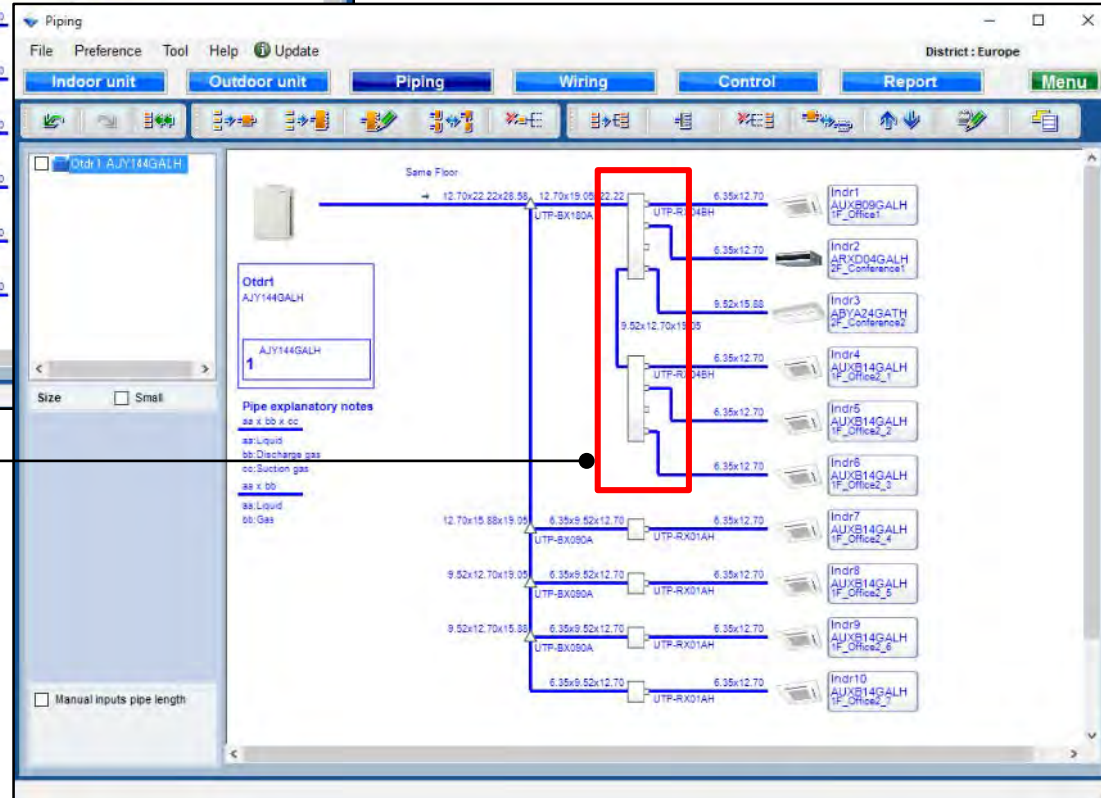 Piping
File Preference Tool Help Update
District : Europe
Indoor unit Outdoor unit Piping Wiring Control Report Menu
Otdr1 AJY144GALH
Size Small
Manual inputs pipe length
Same Floor
12.70x22.22x28.58 12.70x19.05x22.22 6.35x12.70
UTP-BX180A UTP-RX04BH
Indr1
AUXB09GALH
1F_Office1
6.35x12.70
Indr2
ARXD04GALH
2F_Conference1
Otdr1
AJY144GALH
1 AJY144GALH
9.52x15.88
Indr3
ABYA24GATH
2F_Conference2
9.52x12.70x19.05
6.35x12.70
UTP-RX04BH
Indr4
AUXB14GALH
1F_Office2_1
Pipe explanatory notes
aa x bb x cc
aa:Liquid
bb:Discharge gas
cc:Suction gas
aa x bb
aa:Liquid
bb:Gas
6.35x12.70
Indr5
AUXB14GALH
1F_Office2_2
6.35x12.70
Indr6
AUXB14GALH
1F_Office2_3
12.70x15.88x19.05 6.35x9.52x12.70 6.35x12.70
UTP-BX090A UTP-RX01AH
Indr7
AUXB14GALH
1F_Office2_4
9.52x12.70x19.05 6.35x9.52x12.70 6.35x12.70
UTP-BX090A UTP-RX01AH
Indr8
AUXB14GALH
1F_Office2_5
9.52x12.70x15.88 6.35x9.52x12.70 6.35x12.70
UTP-BX090A UTP-RX01AH
Indr9
AUXB14GALH
1F_Office2_6
6.35x9.52x12.70 6.35x12.70
UTP-RX01AH
Indr10
AUXB14GALH
1F_Office2_7